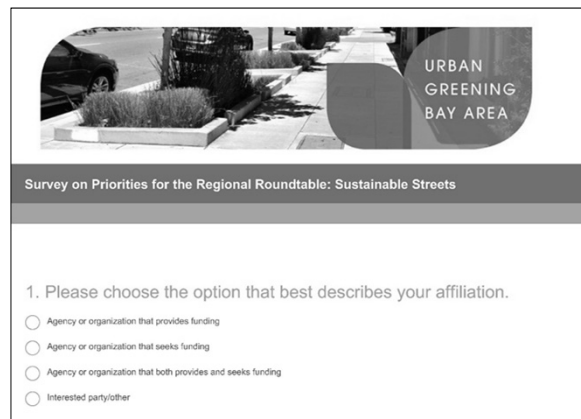 URBAN
GREENING
BAY AREA
Survey on Priorities for the Regional Roundtable: Sustainable Streets
1. Please choose the option that best describes your affiliation.
Agency or organization that provides funding
Agency or organization that seeks funding
Agency or organization that both provides and seeks funding
Interested party/other